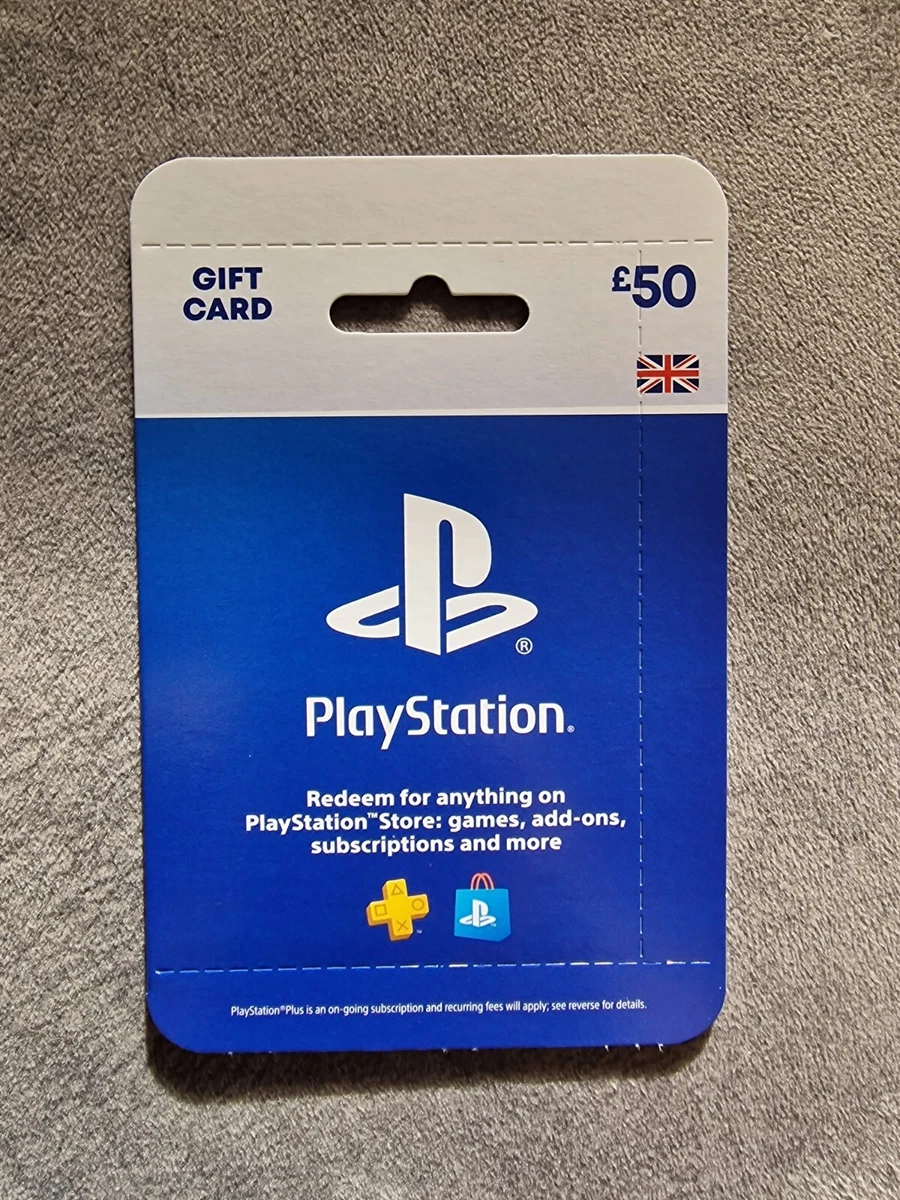 GIFT
CARD
£50
®
PlayStation®
Redeem for anything on
PlayStation™Store: games, add-ons,
subscriptions and more
PlayStation®Plus is an on-going subscription and recurring fees will apply; see reverse for details.